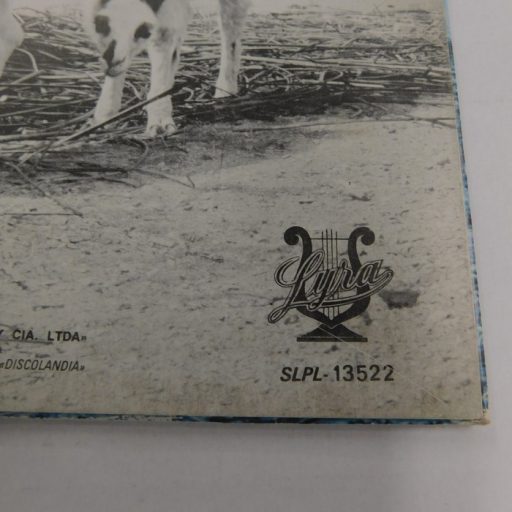 Lyra
Y CIA. LTDA»
«DISCOLANDIA»
SLPL-13522